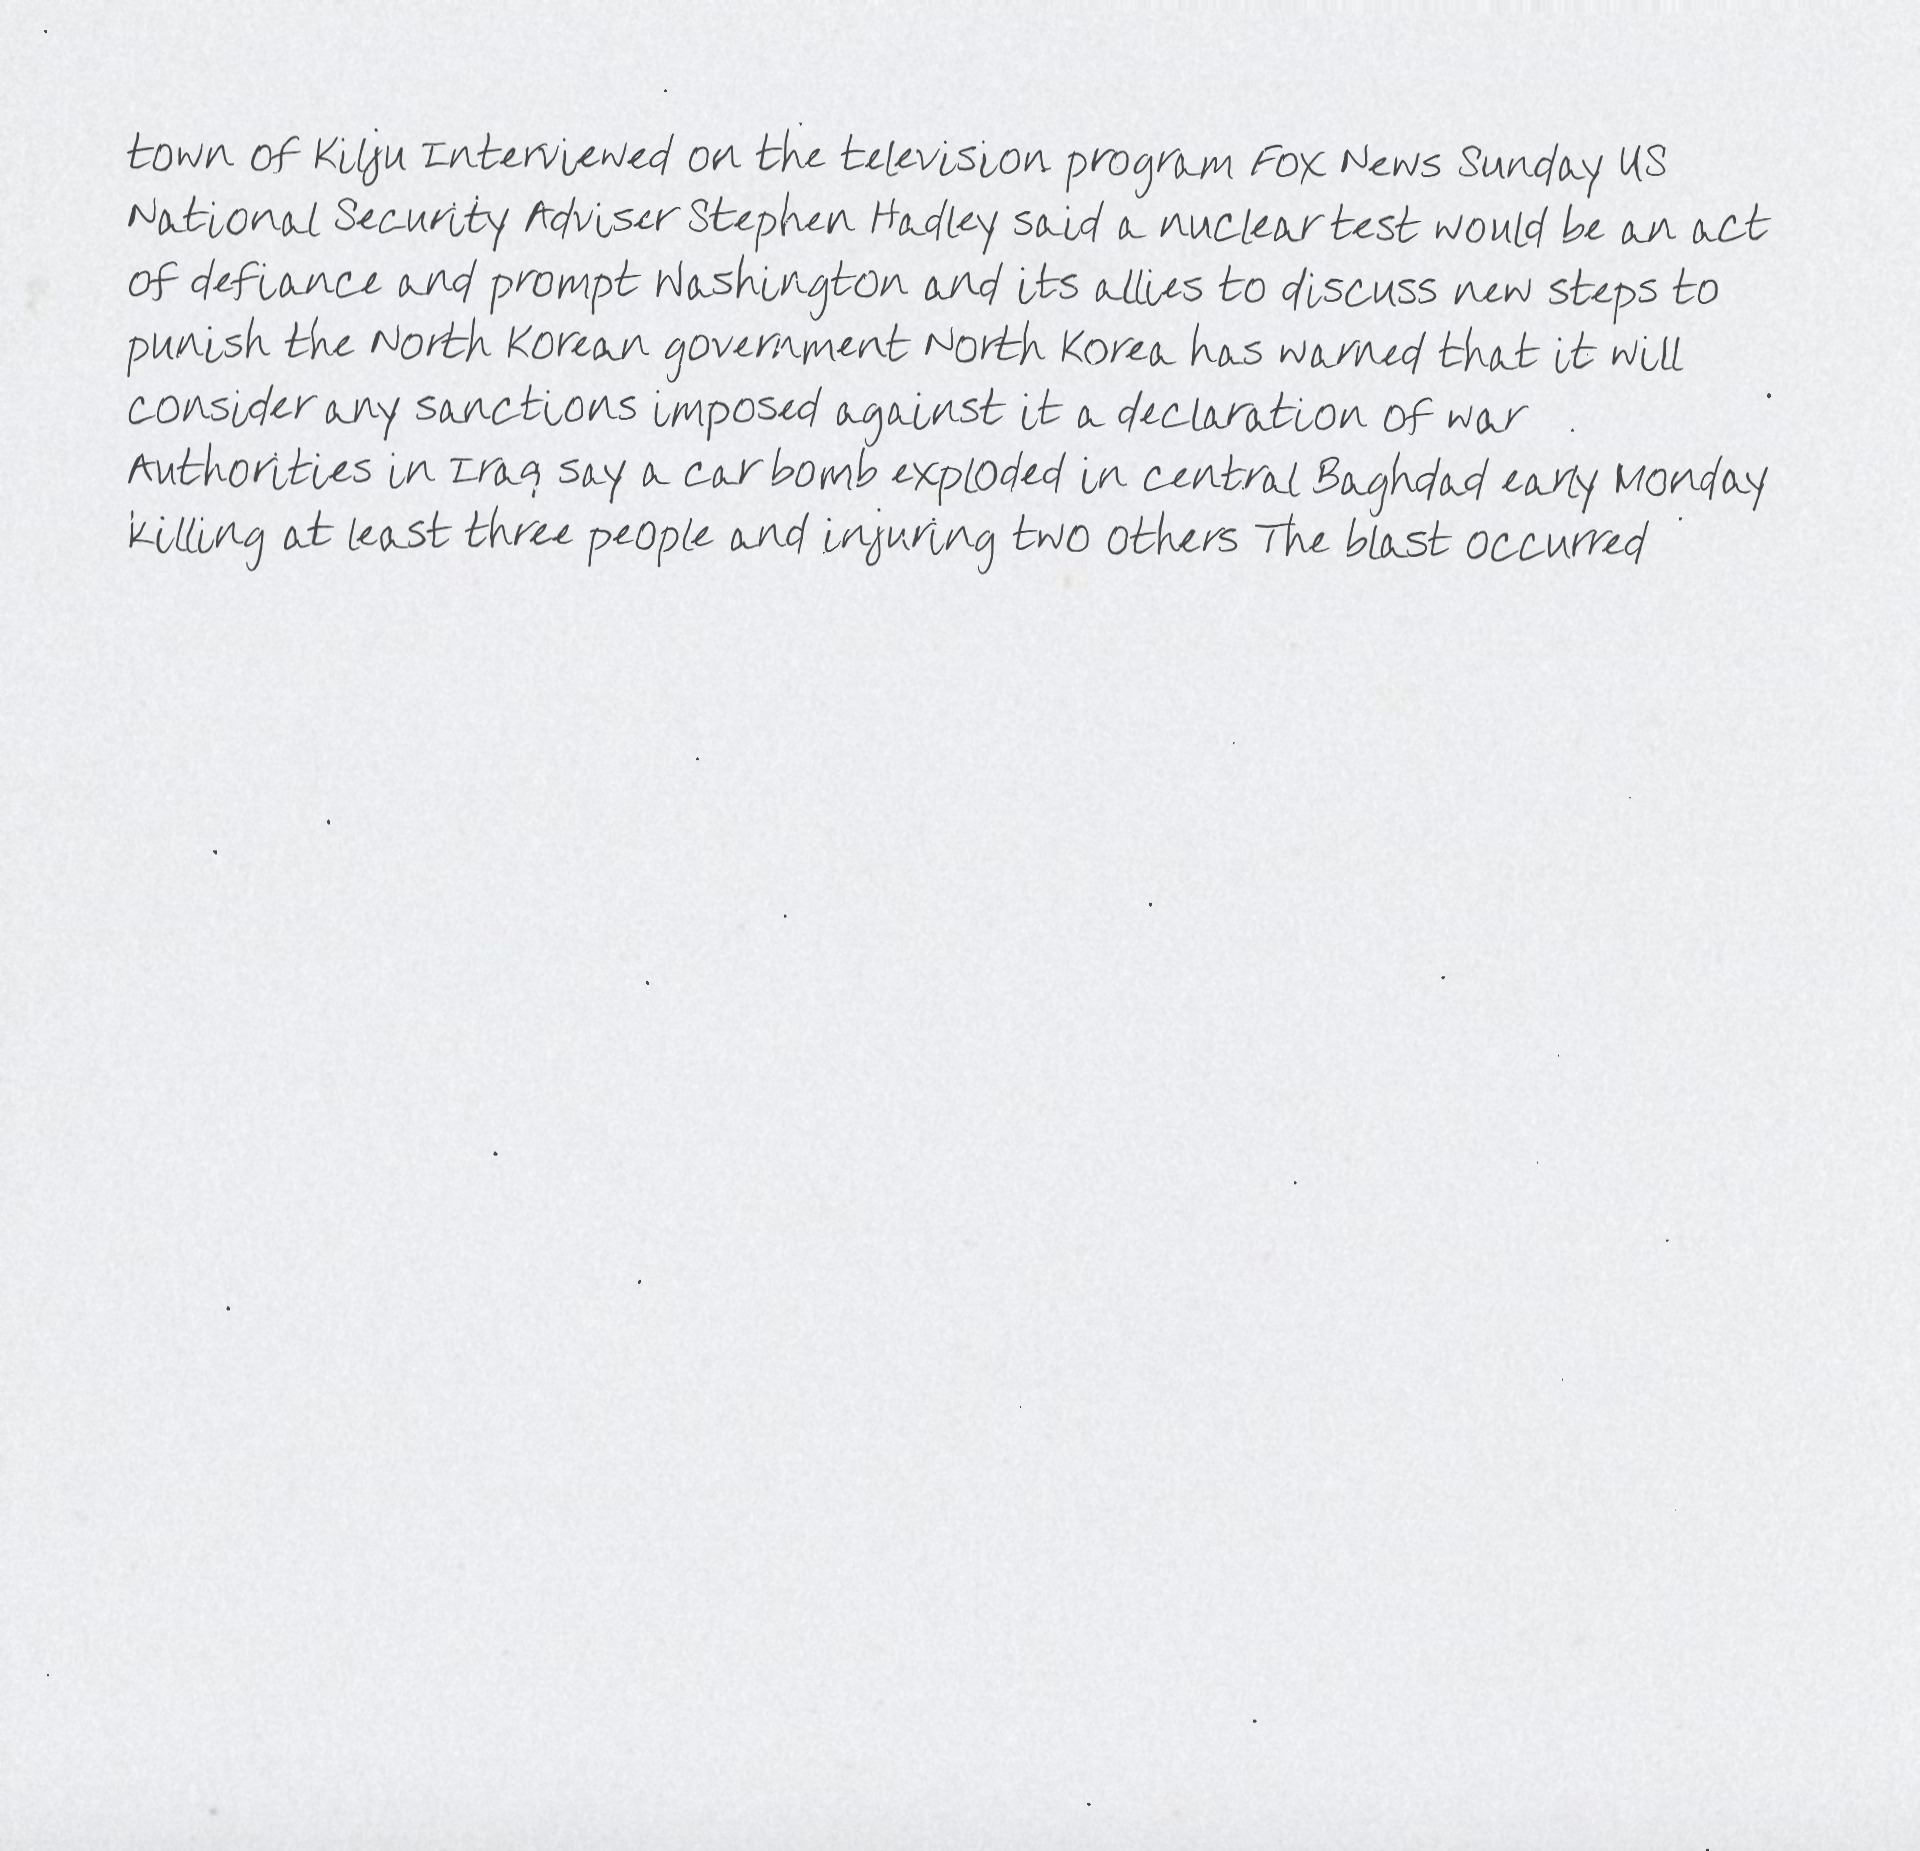 town of Kilju Interviewed on the television program Fox News Sunday US
National Security Adviser Stephen Hadley said a nuclear test would be an act
of defiance and prompt Washington and its allies to discuss new steps to
punish the North Korean government North Korea has warned that it will
consider any sanctions imposed against it a declaration of war
Authorities in Iraq say a car bomb exploded in central Baghdad early Monday
killing at least three people and injuring two others The blast occurred